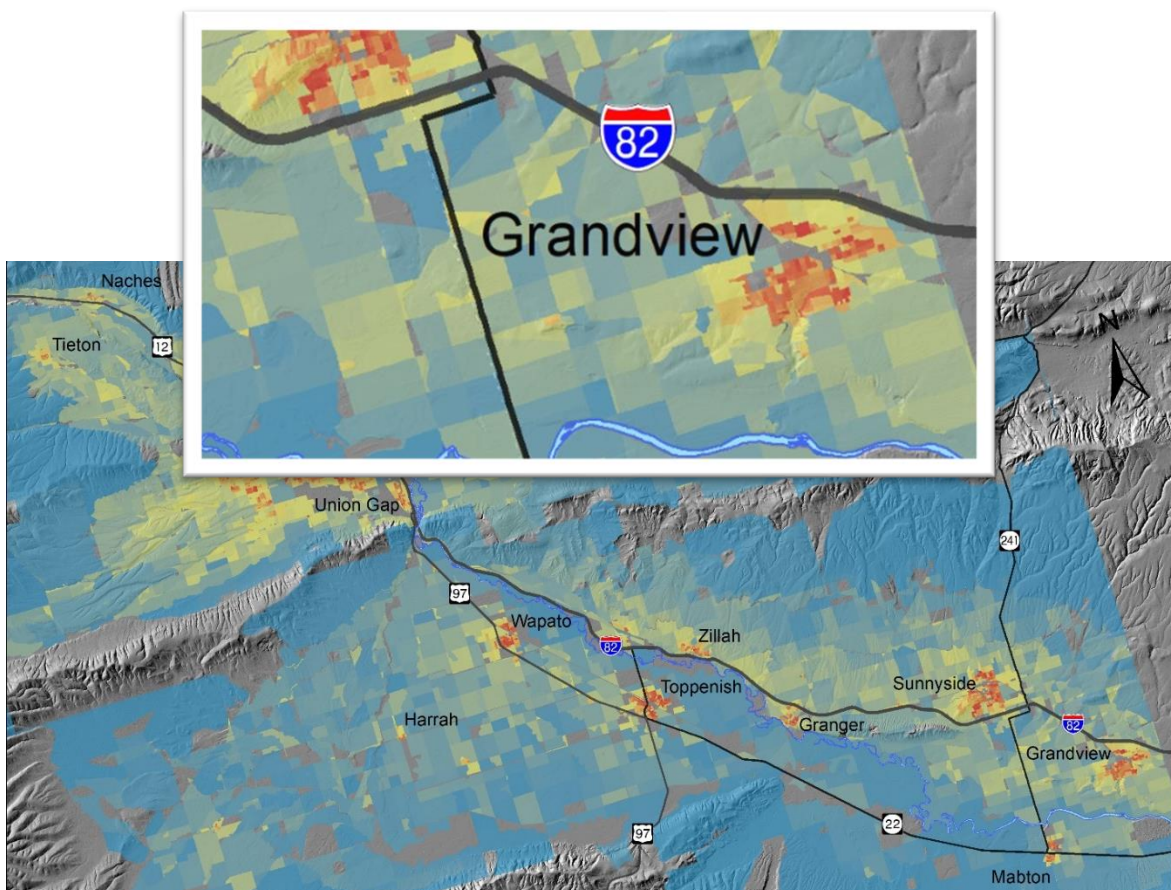 82
Grandview
Naches
Tieton
12
N
Union Gap
241
97
Wapato
82
Zillah
Toppenish
Sunnyside
Harrah
Granger
82
Grandview
97
22
Mabton